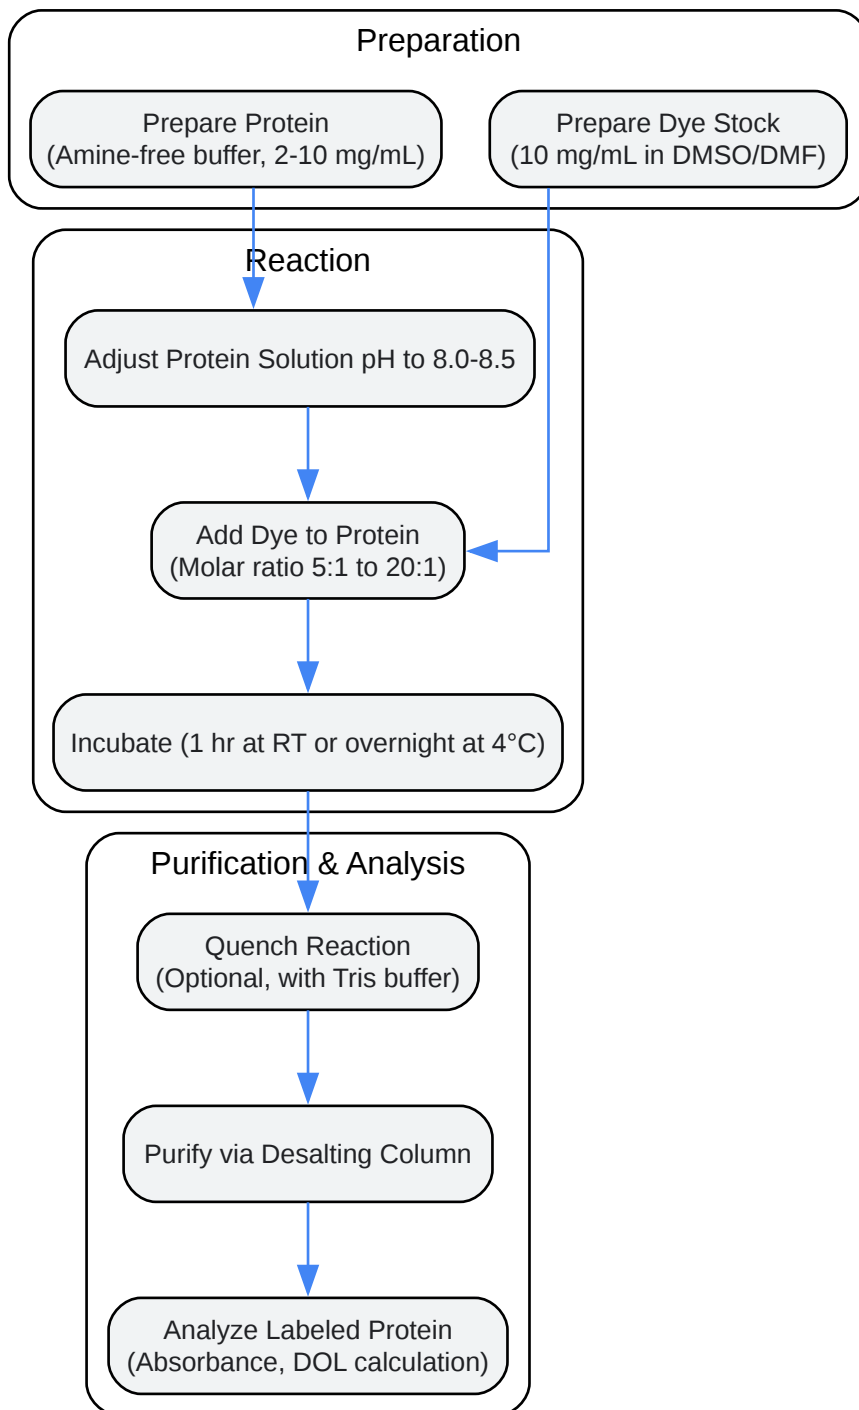 Preparation
Prepare Protein
(Amine-free buffer, 2-10 mg/mL)
Prepare Dye Stock
(10 mg/mL in DMSO/DMF)
Reaction
Adjust Protein Solution pH to 8.0-8.5
Add Dye to Protein
(Molar ratio 5:1 to 20:1)
Incubate (1 hr at RT or overnight at 4°C)
Purification & Analysis
Quench Reaction
(Optional, with Tris buffer)
Purify via Desalting Column
Analyze Labeled Protein
(Absorbance, DOL calculation)